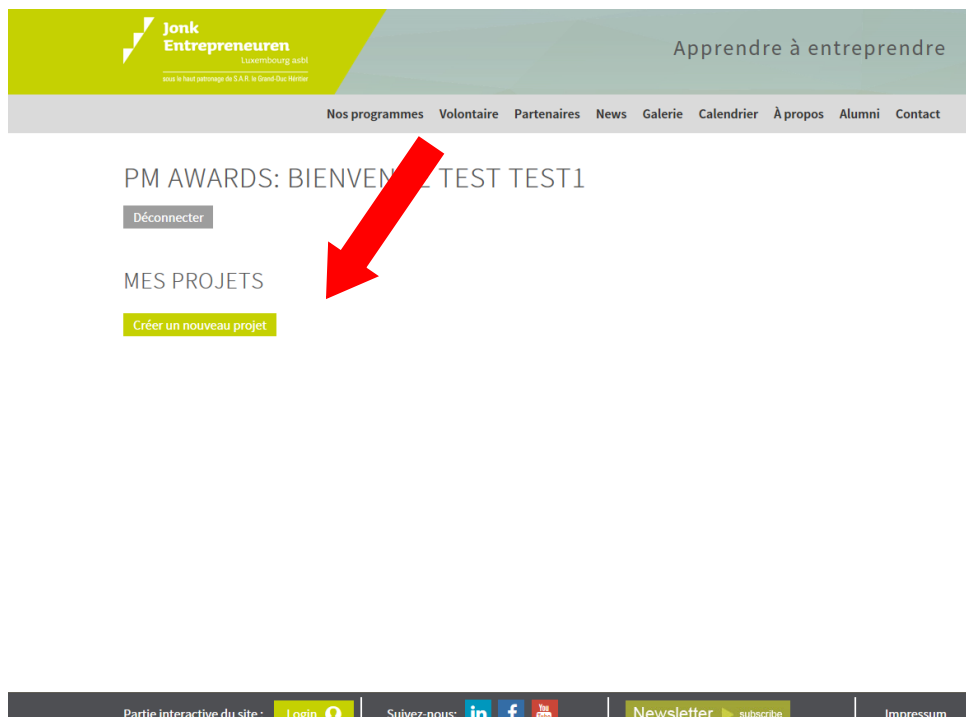 Jonk
Entrepreneuren
Luxembourg asbl
sous le haut patronage de S.A.R. le Grand-Duc Héritier
Apprendre à entreprendre
Nos programmes Volontaire Partenaires News Galerie Calendrier À propos Alumni Contact
PM AWARDS: TEST TEST1
Déconnecter
MES PROJETS
Créer un nouveau projet
Partie interactive du site : Login Suivez-nous: in f You Newsletter subscribe Impressum